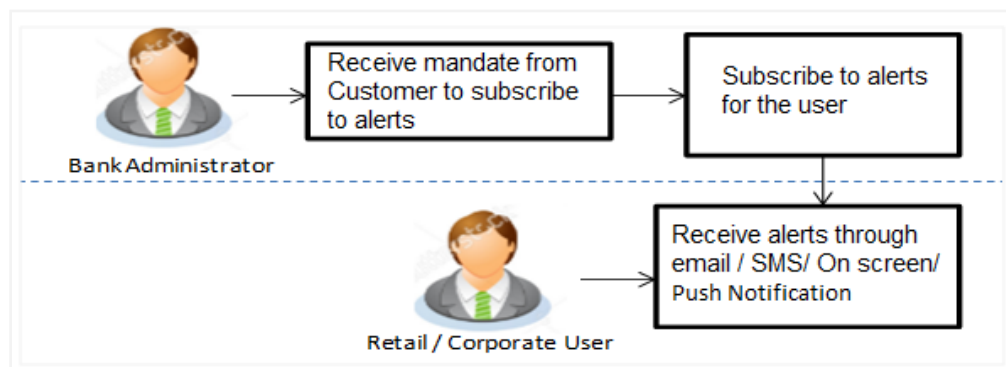 Receive mandate from
Customer to subscribe
to alerts
Subscribe to alerts
for the user
Bank Administrator
Receive alerts through
email / SMS/ On screen/
Push Notification
Retail / Corporate User